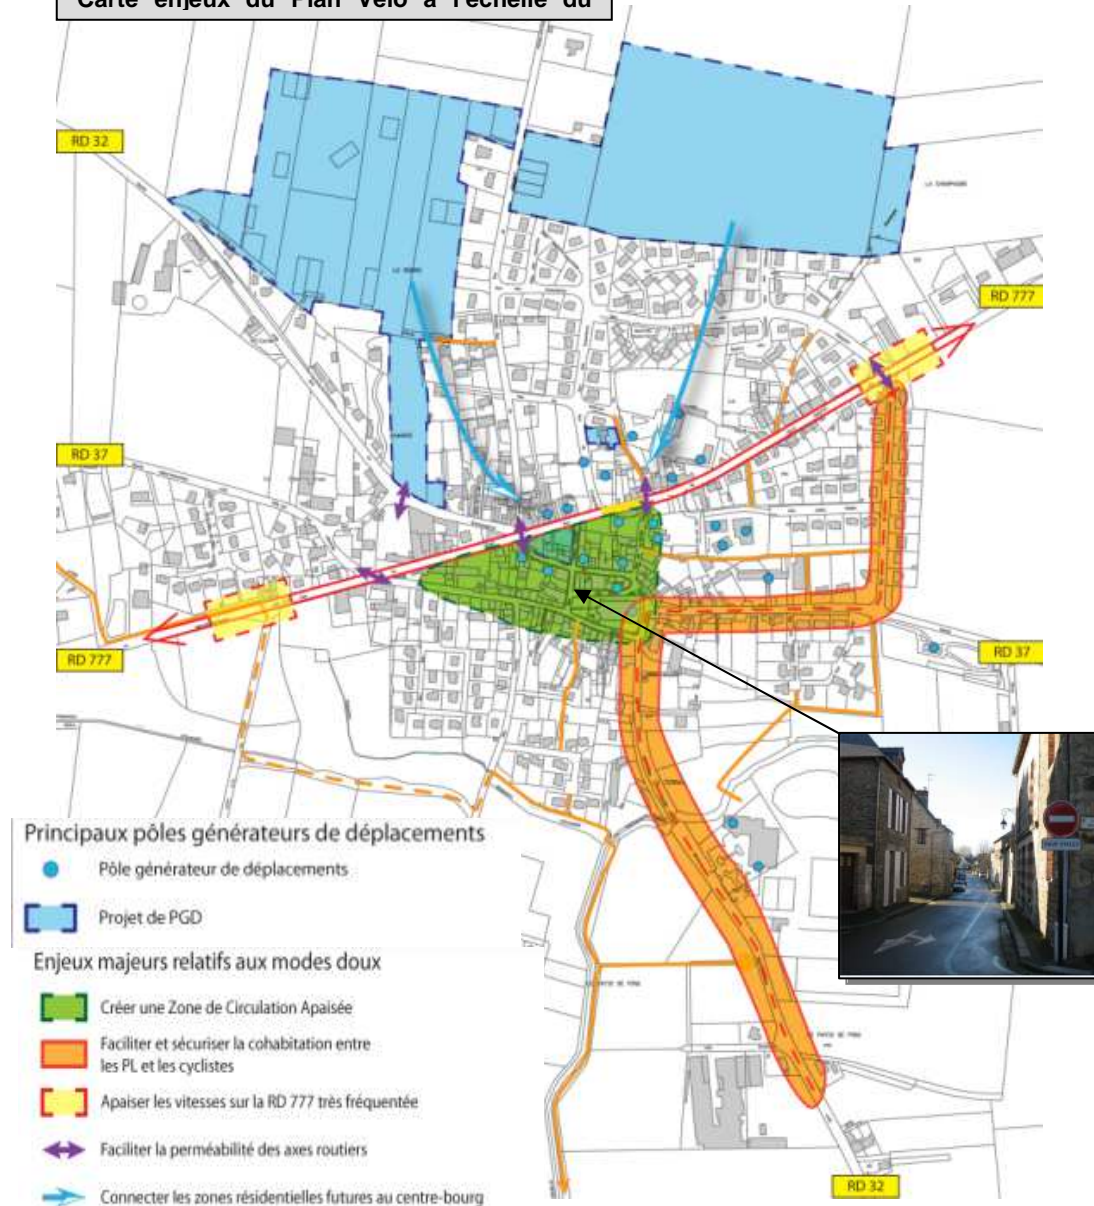 Carte enjeux du Plan Vélo à l'échelle du
RD 32
LA CHAMPAGNE
RD 777
RD 37
RD 777
RD 37
Principaux pôles générateurs de déplacements
Pôle générateur de déplacements
Projet de PGD
Enjeux majeurs relatifs aux modes doux
Créer une Zone de Circulation Apaisée
Faciliter et sécuriser la cohabitation entre
les PL et les cyclistes
Apaiser les vitesses sur la RD 777 très fréquentée
Faciliter la perméabilité des axes routiers
Connecter les zones résidentielles futures au centre-bourg
RD 32